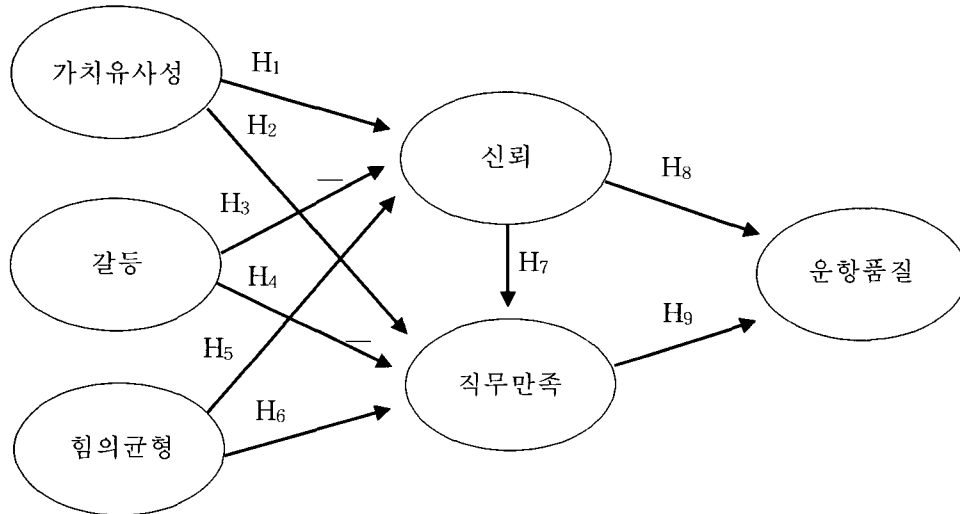 가치유사성
H₁
H₂
신뢰
H₈
—
H₃
갈등
H₄
H₇
운항품질
H₅
—
H₉
직무만족
H₆
힘의균형